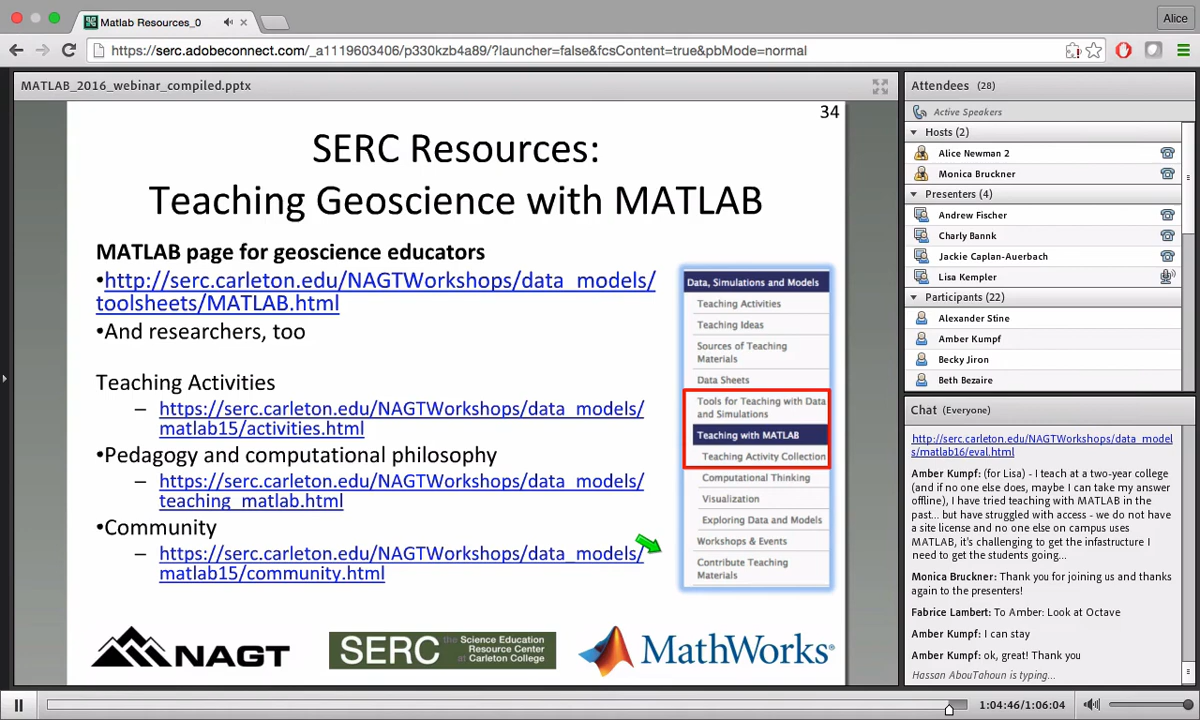 Matlab Resources_0
Alice
https://serc.adobeconnect.com/_a1119603406/p330kzb4a89/?launcher=false&fcsContent=true&pbMode=normal
MATLAB_2016_webinar_compiled.pptx
34
SERC Resources:
Teaching Geoscience with MATLAB
MATLAB page for geoscience educators
•http://serc.carleton.edu/NAGTWorkshops/data_models/
toolsheets/MATLAB.html
•And researchers, too
Teaching Activities
– https://serc.carleton.edu/NAGTWorkshops/data_models/
matlab15/activities.html
•Pedagogy and computational philosophy
– https://serc.carleton.edu/NAGTWorkshops/data_models/
teaching_matlab.html
•Community
– https://serc.carleton.edu/NAGTWorkshops/data_models/
matlab15/community.html
Data, Simulations and Models
Teaching Activities
Teaching Ideas
Sources of Teaching
Materials
Data Sheets
Tools for Teaching with Data
and Simulations
Teaching with MATLAB
Teaching Activity Collection
Computational Thinking
Visualization
Exploring Data and Models
Workshops & Events
Contribute Teaching
Materials
NAGT
SERC the Science Education
Resource Center
at Carleton College
MathWorks®
Attendees (28)
Active Speakers
Hosts (2)
Alice Newman 2
Monica Bruckner
Presenters (4)
Andrew Fischer
Charly Bannk
Jackie Caplan-Auerbach
Lisa Kempler
Participants (22)
Alexander Stine
Amber Kumpf
Becky Jiron
Beth Bezaire
Chat (Everyone)
http://serc.carleton.edu/NAGTWorkshops/data_model
s/matlab16/eval.html
Amber Kumpf: (for Lisa) - I teach at a two-year college
(and if no one else does, maybe I can take my answer
offline), I have tried teaching with MATLAB in the
past... but have struggled with access - we do not have
a site license and no one else on campus uses
MATLAB, it's challenging to get the infastructure I
need to get the students going...
Monica Bruckner: Thank you for joining us and thanks
again to the presenters!
Fabrice Lambert: To Amber: Look at Octave
Amber Kumpf: I can stay
Amber Kumpf: ok, great! Thank you
Hassan AbouTahoun is typing...
1:04:46/1:06:04